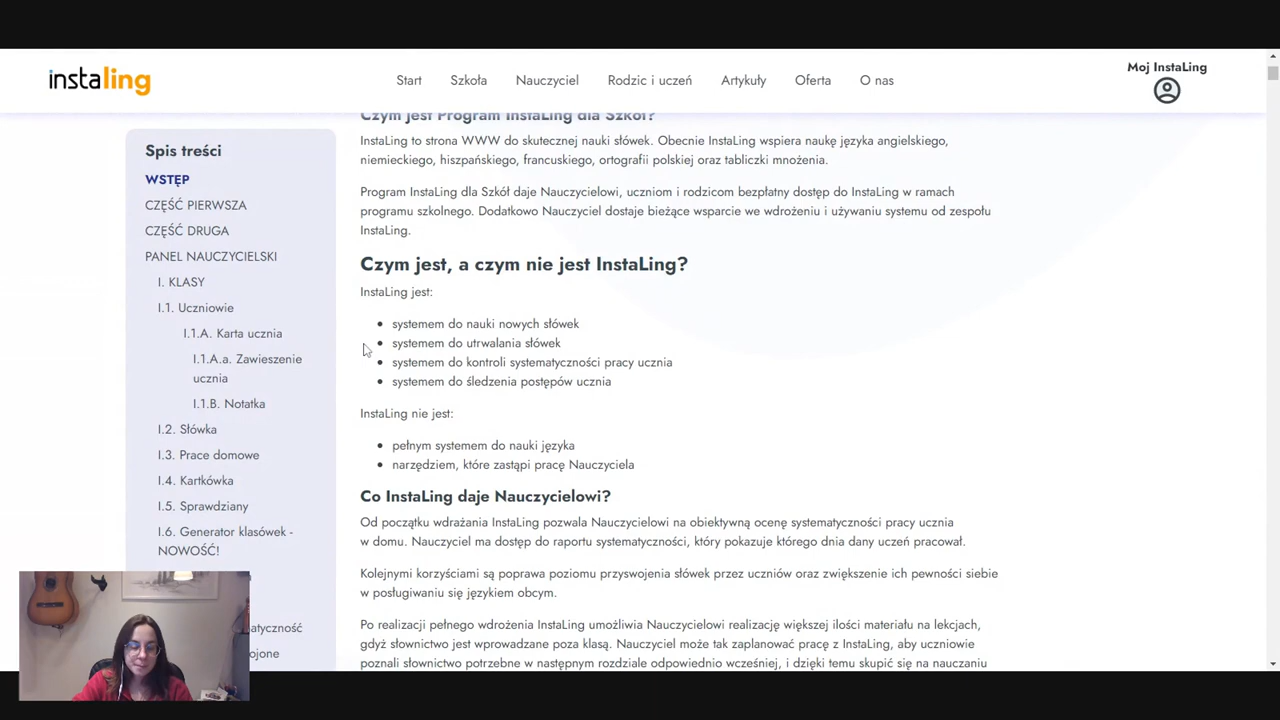 instaling
Start
Szkoła
Nauczyciel
Rodzic i uczeń
Artykuły
Oferta
O nas
Moj InstaLing
Spis treści
WSTĘP
CZĘŚĆ PIERWSZA
CZĘŚĆ DRUGA
PANEL NAUCZYCIELSKI
I. KLASY
I.1. Uczniowie
I.1.A. Karta ucznia
I.1.A.a. Zawieszenie
ucznia
I.1.B. Notatka
I.2. Słówka
I.3. Prace domowe
I.4. Kartkówka
I.5. Sprawdziany
I.6. Generator klasówek -
NOWOŚĆ!
Czym jest Program InstaLing dla Szkół?
InstaLing to strona WWW do skutecznej nauki słówek. Obecnie InstaLing wspiera naukę języka angielskiego,
niemieckiego, hiszpańskiego, francuskiego, ortografii polskiej oraz tabliczki mnożenia.
Program InstaLing dla Szkół daje Nauczycielowi, uczniom i rodzicom bezpłatny dostęp do InstaLing w ramach
programu szkolnego. Dodatkowo Nauczyciel dostaje bieżące wsparcie we wdrożeniu i używaniu systemu od zespołu
InstaLing.
Czym jest, a czym nie jest InstaLing?
InstaLing jest:
systemem do nauki nowych słówek
systemem do utrwalania słówek
systemem do kontroli systematyczności pracy ucznia
systemem do śledzenia postępów ucznia
InstaLing nie jest:
pełnym systemem do nauki języka
narzędziem, które zastąpi pracę Nauczyciela
Co InstaLing daje Nauczycielowi?
Od początku wdrażania InstaLing pozwala Nauczycielowi na obiektywną ocenę systematyczności pracy ucznia
w domu. Nauczyciel ma dostęp do raportu systematyczności, który pokazuje którego dnia dany uczeń pracował.
Kolejnymi korzyściami są poprawa poziomu przyswojenia słówek przez uczniów oraz zwiększenie ich pewności siebie
w posługiwaniu się językiem obcym.
Po realizacji pełnego wdrożenia InstaLing umożliwia Nauczycielowi realizację większej ilości materiału na lekcjach,
gdyż słownictwo jest wprowadzane poza klasą. Nauczyciel może tak zaplanować pracę z InstaLing, aby uczniowie
poznali słownictwo potrzebne w następnym rozdziale odpowiednio wcześniej, i dzięki temu skupić się na nauczaniu